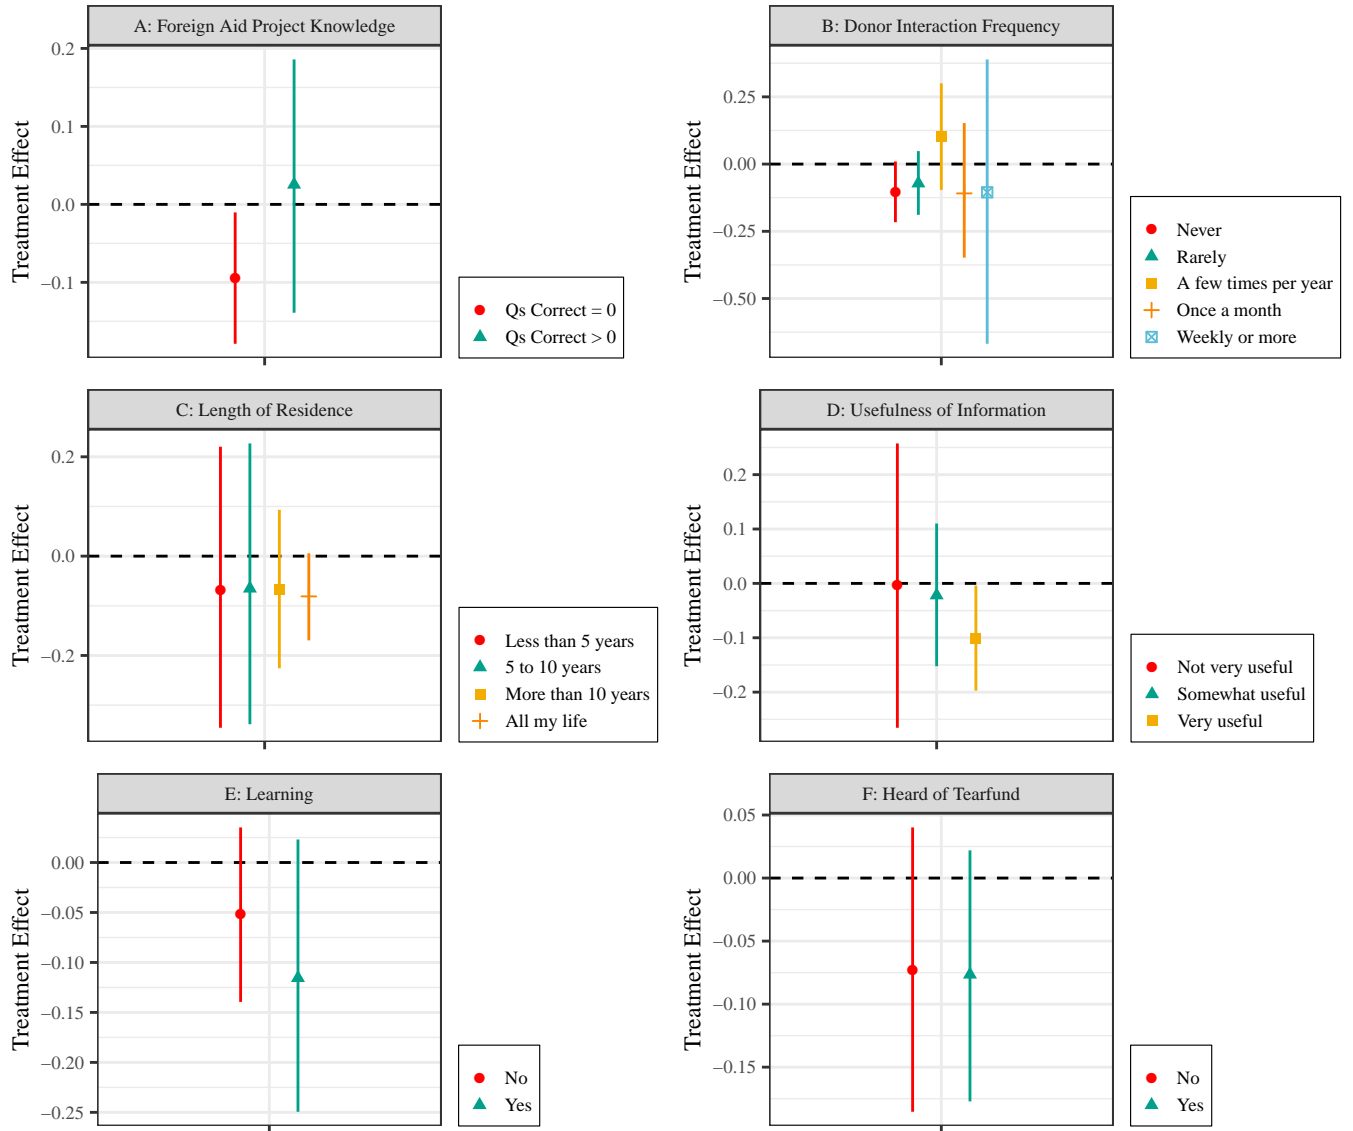 A: Foreign Aid Project Knowledge
Treatment Effect
0.2
0.1
0.0
−0.1
Qs Correct = 0
Qs Correct > 0
B: Donor Interaction Frequency
Treatment Effect
0.25
0.00
−0.25
−0.50
Never
Rarely
A few times per year
Once a month
Weekly or more
C: Length of Residence
Treatment Effect
0.2
0.0
−0.2
Less than 5 years
5 to 10 years
More than 10 years
All my life
D: Usefulness of Information
Treatment Effect
0.2
0.1
0.0
−0.1
−0.2
Not very useful
Somewhat useful
Very useful
E: Learning
Treatment Effect
0.00
−0.05
−0.10
−0.15
−0.20
−0.25
No
Yes
F: Heard of Tearfund
Treatment Effect
0.05
0.00
−0.05
−0.10
−0.15
No
Yes